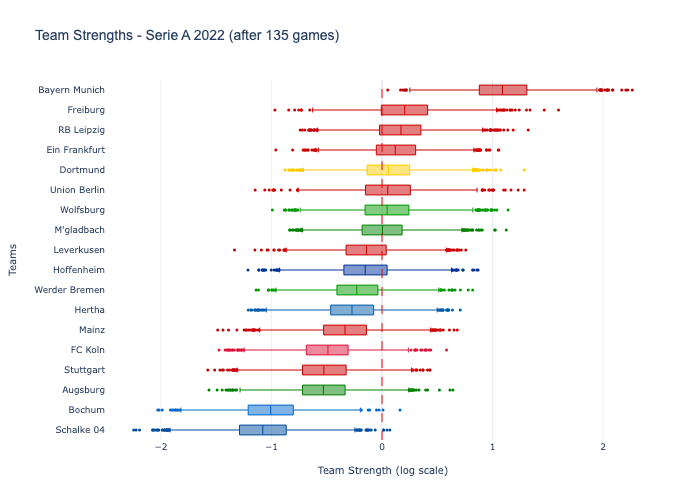 Team Strengths - Serie A 2022 (after 135 games)
Bayern Munich
Freiburg
RB Leipzig
Ein Frankfurt
Dortmund
Union Berlin
Wolfsburg
M'gladbach
Leverkusen
Hoffenheim
Werder Bremen
Hertha
Mainz
FC Koln
Stuttgart
Augsburg
Bochum
Schalke 04
Teams
−2 −1 0 1 2
Team Strength (log scale)